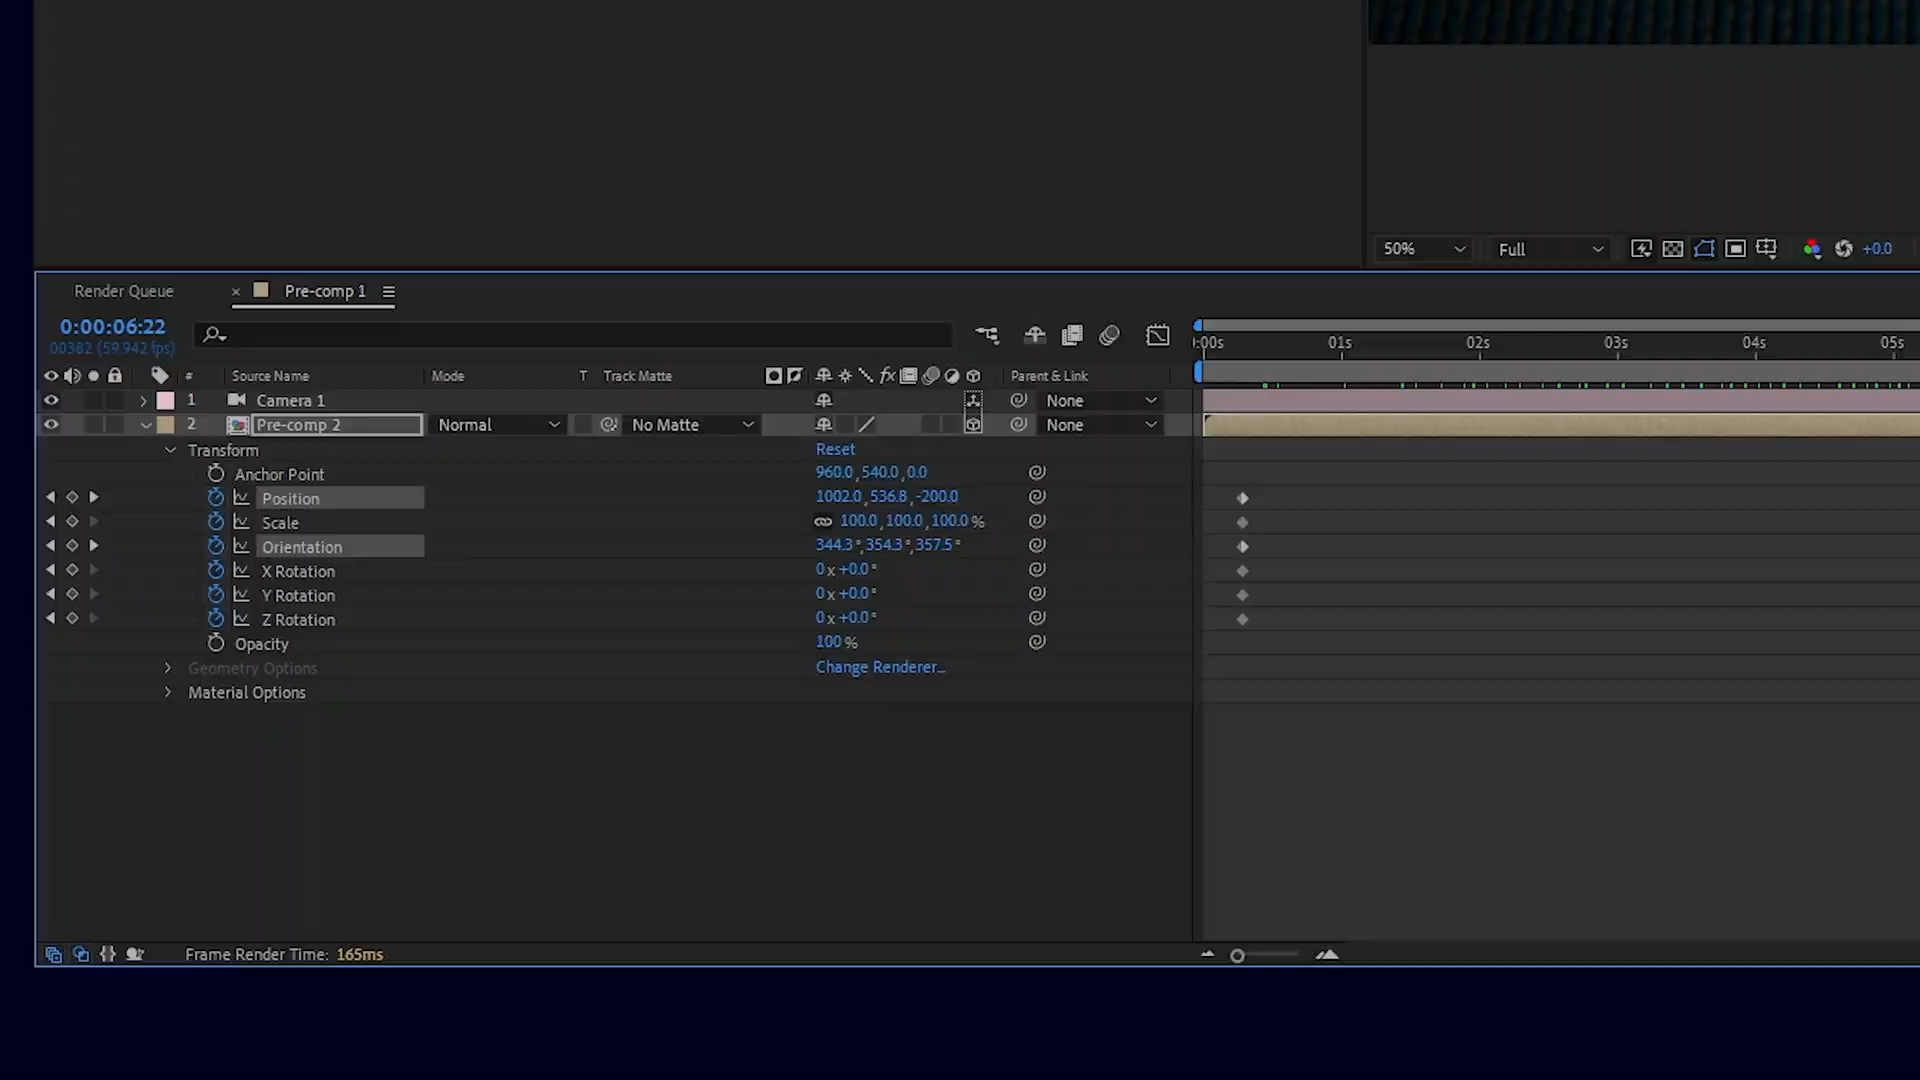 50% Full +0.0
Render Queue × Pre-comp 1
0:00:06:22
00382 (59.942 fps)
:00s 01s 02s 03s 04s 05s
# Source Name Mode T Track Matte fx Parent & Link
1 Camera 1 None
2 Pre-comp 2 Normal No Matte None
Transform Reset
Anchor Point 960.0,540.0,0.0
Position 1002.0,536.8,-200.0
Scale 100.0,100.0,100.0%
Orientation 344.3°,354.3°,357.5°
X Rotation 0x+0.0°
Y Rotation 0x+0.0°
Z Rotation 0x+0.0°
Opacity 100%
Geometry Options Change Renderer...
Material Options
Frame Render Time: 165ms